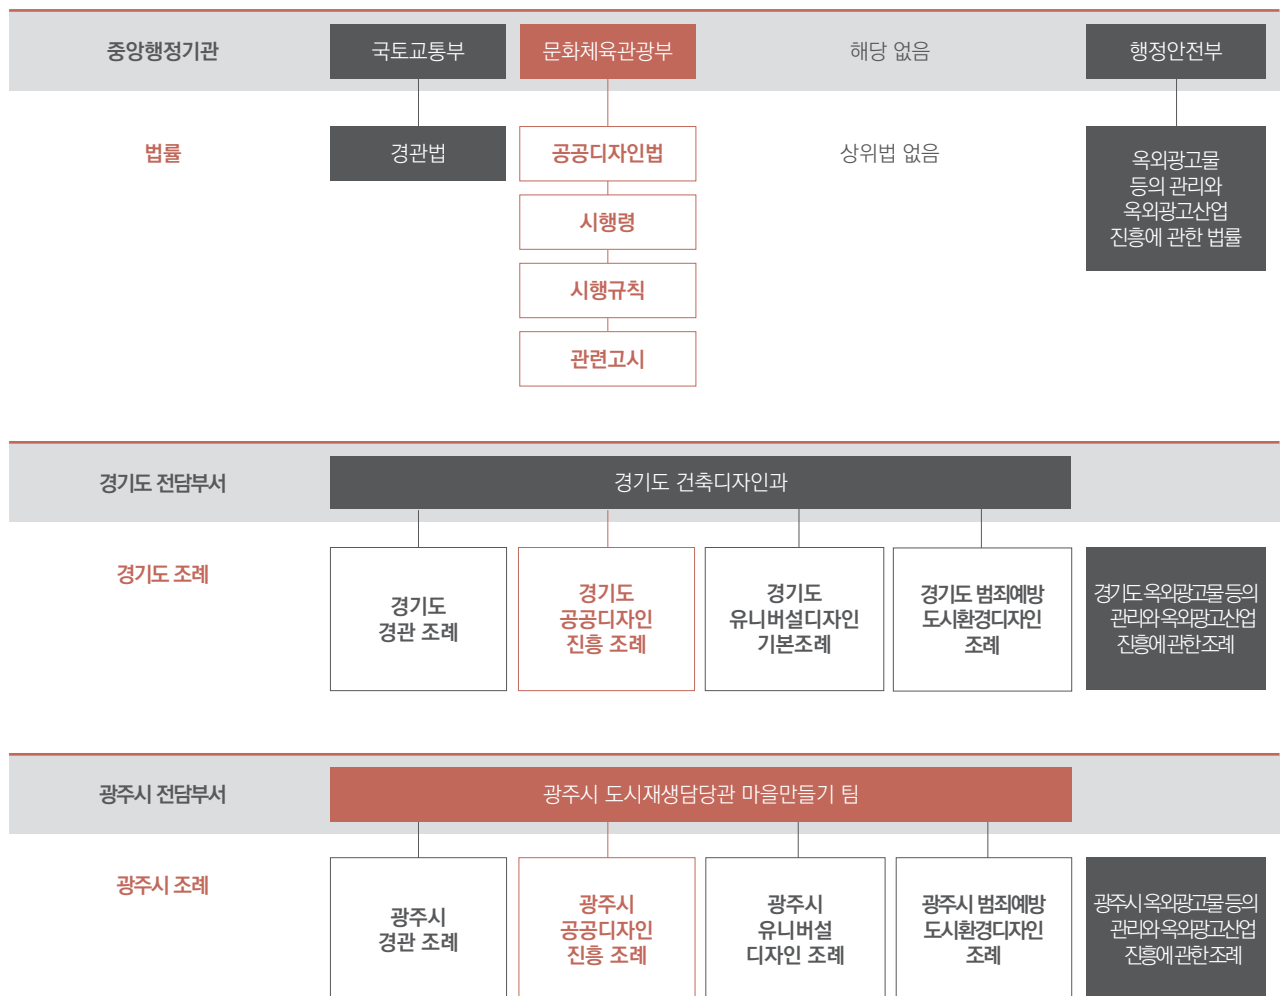 중앙행정기관
국토교통부
문화체육관광부
해당 없음
행정안전부
법률
경관법
공공디자인법
시행령
시행규칙
관련고시
상위법 없음
옥외광고물
등의 관리와
옥외광고산업
진흥에 관한 법률
경기도 전담부서
경기도 건축디자인과
경기도 조례
경기도
경관 조례
경기도
공공디자인
진흥 조례
경기도
유니버설디자인
기본조례
경기도 범죄예방
도시환경디자인
조례
경기도 옥외광고물 등의
관리와 옥외광고산업
진흥에 관한 조례
광주시 전담부서
광주시 도시재생담당관 마을만들기 팀
광주시 조례
광주시
경관 조례
광주시
공공디자인
진흥 조례
광주시
유니버설
디자인 조례
광주시 범죄예방
도시환경디자인
조례
광주시 옥외광고물 등의
관리와 옥외광고산업
진흥에 관한 조례